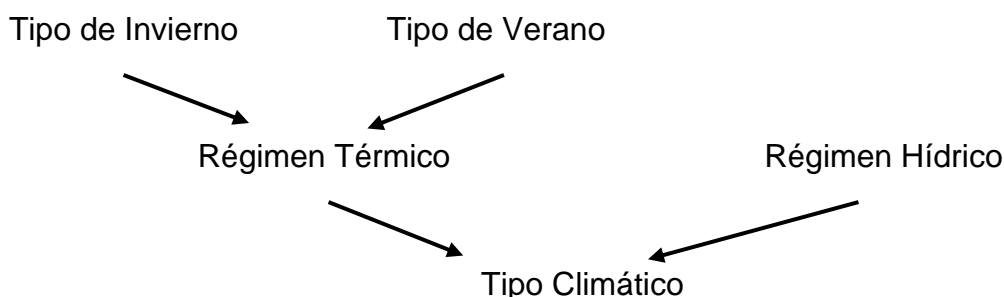 Tipo de Invierno Tipo de Verano
Régimen Térmico Régimen Hídrico
Tipo Climático